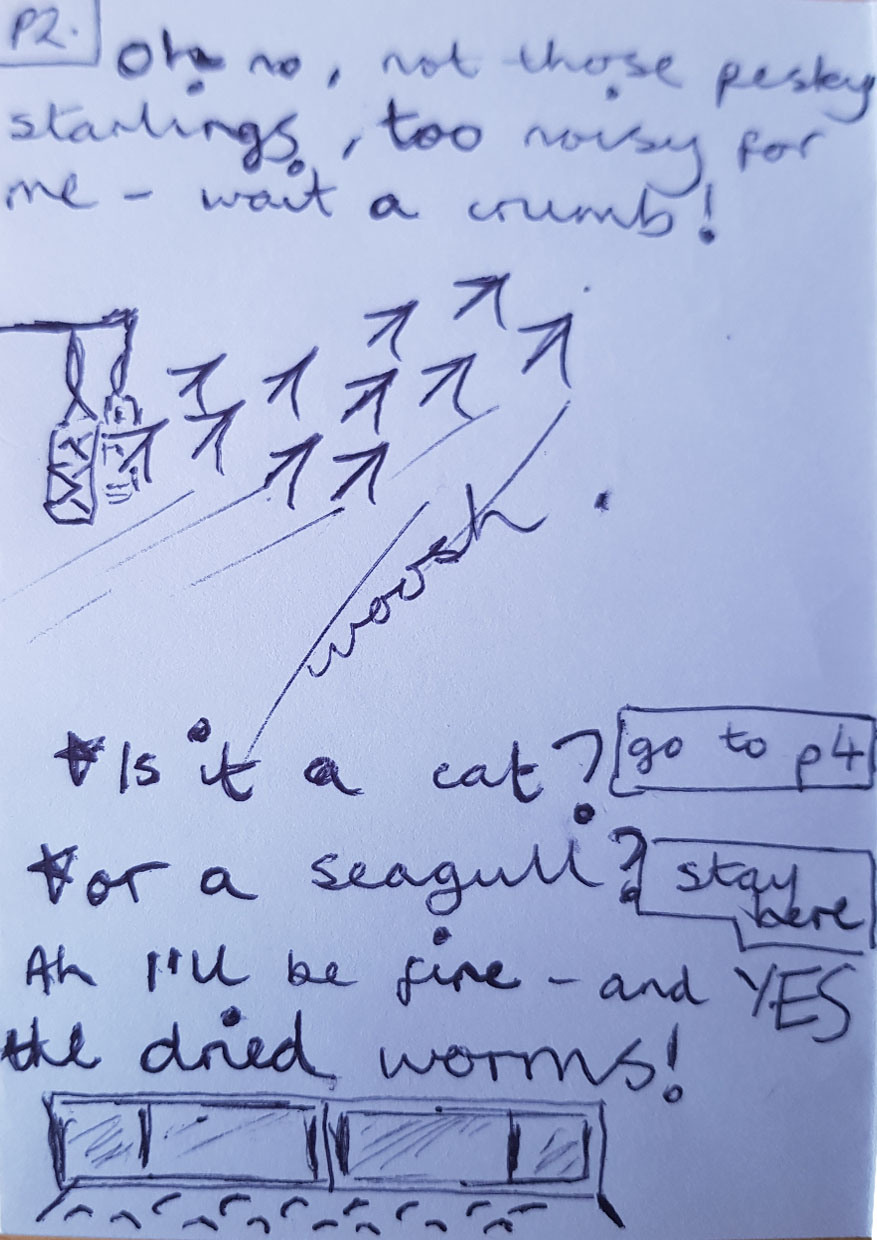 P2.
Oh no, not those pesky
starlings, too noisy for
me - wait a crumb!
woosh
★ Is it a cat? go to p4
★ or a seagull? stay
here
Ah I'll be fine - and YES
the dried worms!